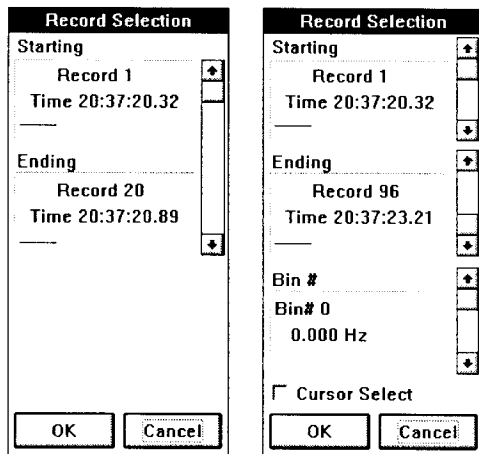 Record Selection
Starting
Record 1
Time 20:37:20.32
Ending
Record 20
Time 20:37:20.89
OK
Cancel
Record Selection
Starting
Record 1
Time 20:37:20.32
Ending
Record 96
Time 20:37:23.21
Bin #
Bin# 0
0.000 Hz
Cursor Select
OK
Cancel